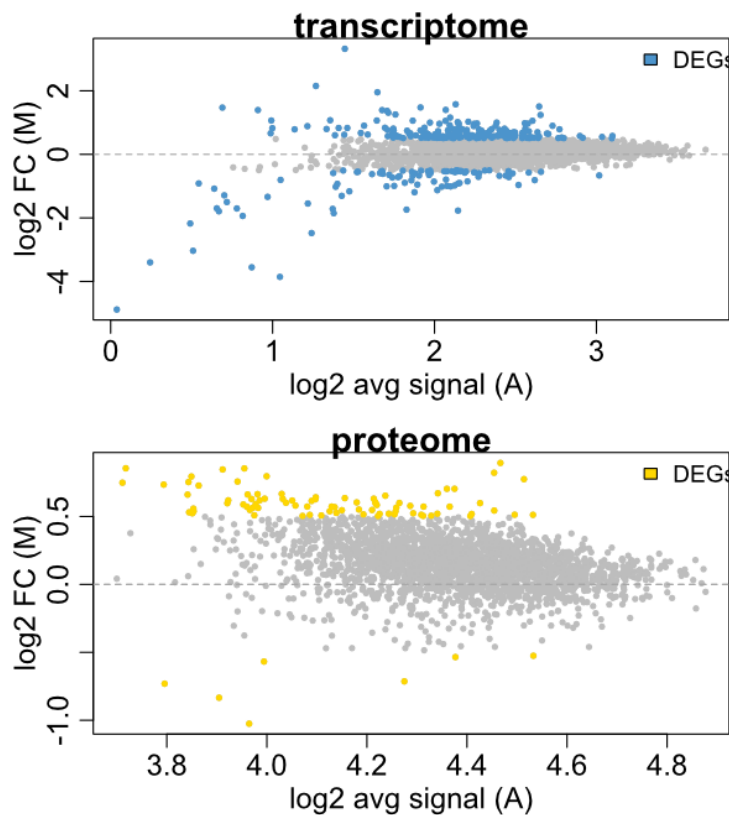 transcriptome
DEGs
log2 FC (M)
2
0
-2
-4
0 1 2 3
log2 avg signal (A)
proteome
DEGs
log2 FC (M)
0.5
0.0
-1.0
3.8 4.0 4.2 4.4 4.6 4.8
log2 avg signal (A)